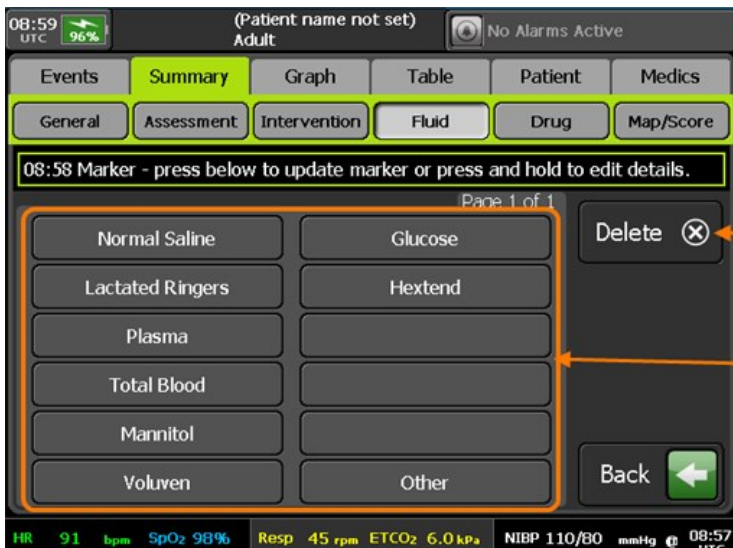 08:59 UTC 96% (Patient name not set) Adult No Alarms Active
Events Summary Graph Table Patient Medics
General Assessment Intervention Fluid Drug Map/Score
08:58 Marker - press below to update marker or press and hold to edit details.
Page 1 of 1
Normal Saline Glucose Delete
Lactated Ringers Hextend
Plasma
Total Blood
Mannitol
Voluven Other Back
HR 91 bpm SpO2 98% Resp 45 rpm ETCO2 6.0 kPa NIBP 110/80 mmHg @ 08:57 UTC